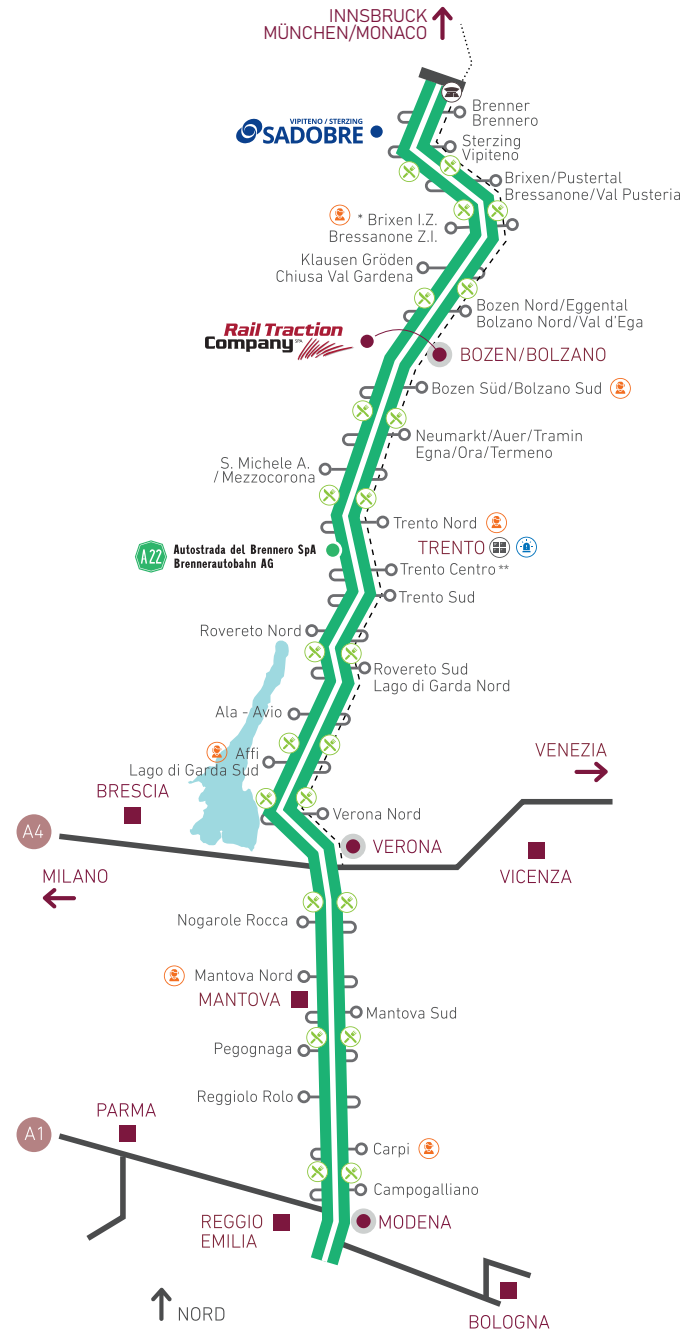 INNSBRUCK
MÜNCHEN/MONACO
Brenner
Brennero
VIPITENO / STERZING
SADOBRE
Sterzing
Vipiteno
Brixen/Pustertal
Bressanone/Val Pusteria
* Brixen I.Z.
Bressanone Z.I.
Klausen Gröden
Chiusa Val Gardena
Bozen Nord/Eggental
Bolzano Nord/Val d'Ega
Rail Traction
Company SPA
BOZEN/BOLZANO
Bozen Süd/Bolzano Sud
Neumarkt/Auer/Tramin
Egna/Ora/Termeno
S. Michele A.
/ Mezzocorona
Trento Nord
A22
Autostrada del Brennero SpA
Brennerautobahn AG
TRENTO
Trento Centro **
Trento Sud
Rovereto Nord
Rovereto Sud
Lago di Garda Nord
Ala - Avio
Affi
Lago di Garda Sud
VENEZIA
BRESCIA
Verona Nord
A4
VERONA
MILANO
VICENZA
Nogarole Rocca
Mantova Nord
MANTOVA
Mantova Sud
Pegognaga
Reggiolo Rolo
PARMA
A1
Carpi
Campogalliano
REGGIO
EMILIA
MODENA
NORD
BOLOGNA